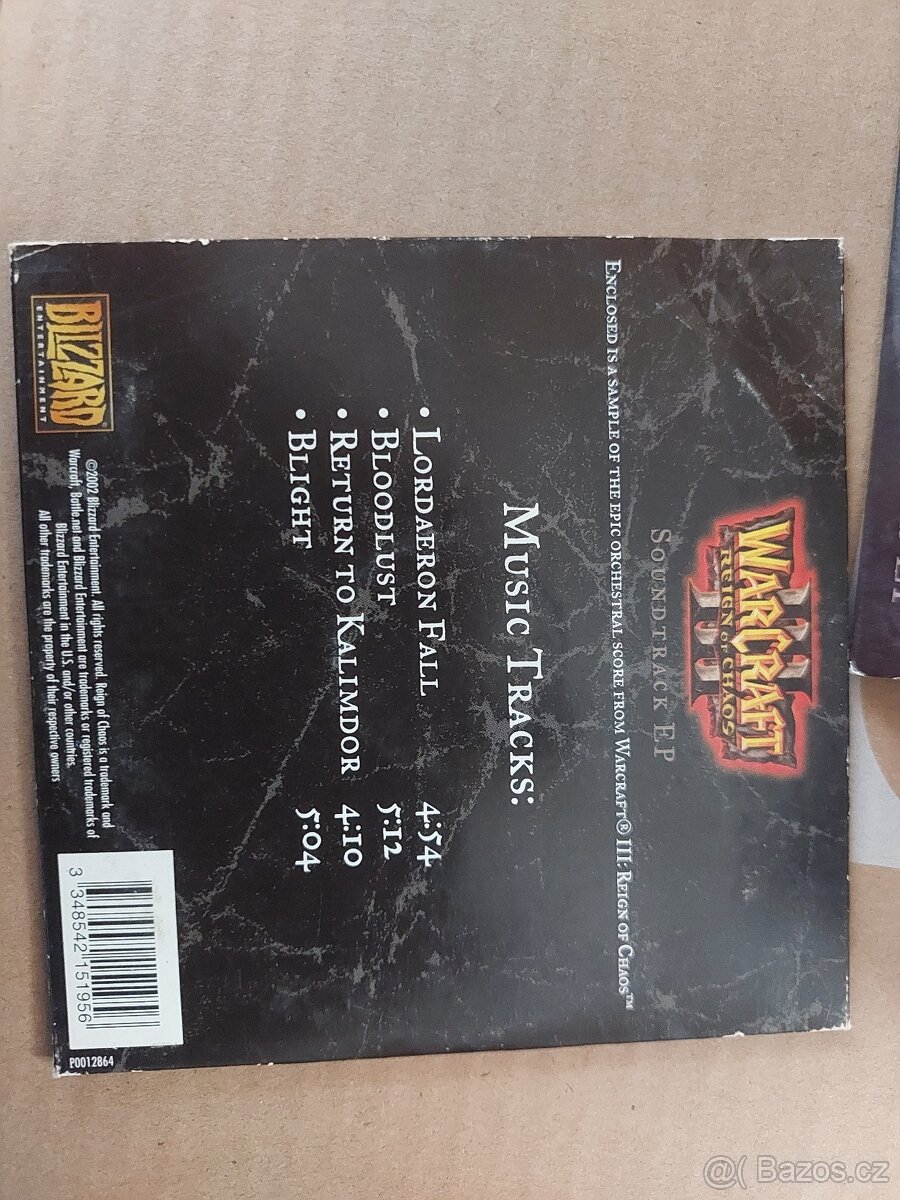 WARCRAFT
III
REIGN OF CHAOS
SOUNDTRACK EP
ENCLOSED IS A SAMPLE OF THE EPIC ORCHESTRAL SCORE FROM WARCRAFT® III: REIGN OF CHAOS™
MUSIC TRACKS:
• LORDAERON FALL 4:54
• BLOODLUST 5:12
• RETURN TO KALIMDOR 4:10
• BLIGHT 5:04
BLIZZARD®
ENTERTAINMENT
©2002 Blizzard Entertainment. All rights reserved. Reign of Chaos is a trademark and
Warcraft, Battle.net and Blizzard Entertainment are trademarks or registered trademarks of
Blizzard Entertainment in the U.S. and/or other countries.
All other trademarks are the property of their respective owners
3 348542 151956
P0012864
@( Bazos.cz